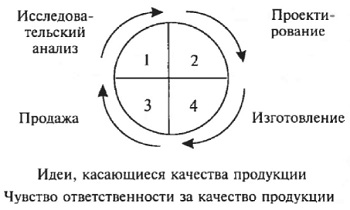 Исследова-
тельский
анализ
Проекти-
рование
1 2
3 4
Продажа
Изготовление
Идеи, касающиеся качества продукции
Чувство ответственности за качество продукции